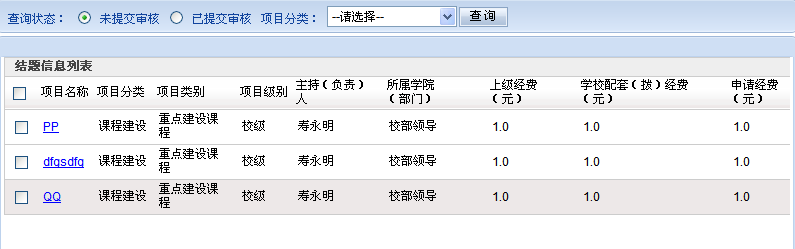 查询状态： 未提交审核 已提交审核 项目分类： --请选择-- 查询
结题信息列表
项目名称 项目分类 项目类别 项目级别 主持（负责）人 所属学院（部门） 上级经费（元） 学校配套（拨）经费（元） 申请经费（元）
PP 课程建设 重点建设课程 校级 寿永明 校部领导 1.0 1.0 1.0
dfgsdfg 课程建设 重点建设课程 校级 寿永明 校部领导 1.0 1.0 1.0
QQ 课程建设 重点建设课程 校级 寿永明 校部领导 1.0 1.0 1.0